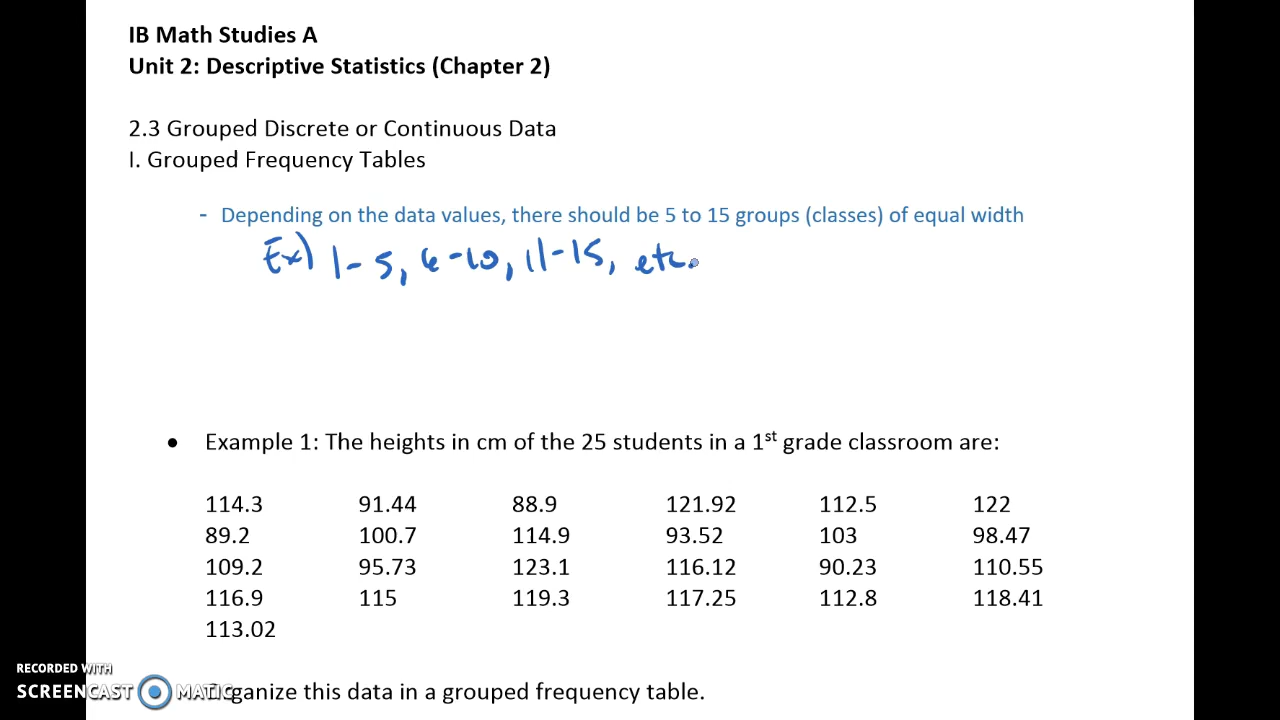 IB Math Studies A
Unit 2: Descriptive Statistics (Chapter 2)
2.3 Grouped Discrete or Continuous Data
I. Grouped Frequency Tables
- Depending on the data values, there should be 5 to 15 groups (classes) of equal width
Ex) 1-5, 6-10, 11-15, etc.
• Example 1: The heights in cm of the 25 students in a 1st grade classroom are:
114.3 91.44 88.9 121.92 112.5 122
89.2 100.7 114.9 93.52 103 98.47
109.2 95.73 123.1 116.12 90.23 110.55
116.9 115 119.3 117.25 112.8 118.41
113.02
RECORDED WITH
SCREENCAST MATIC
Organize this data in a grouped frequency table.